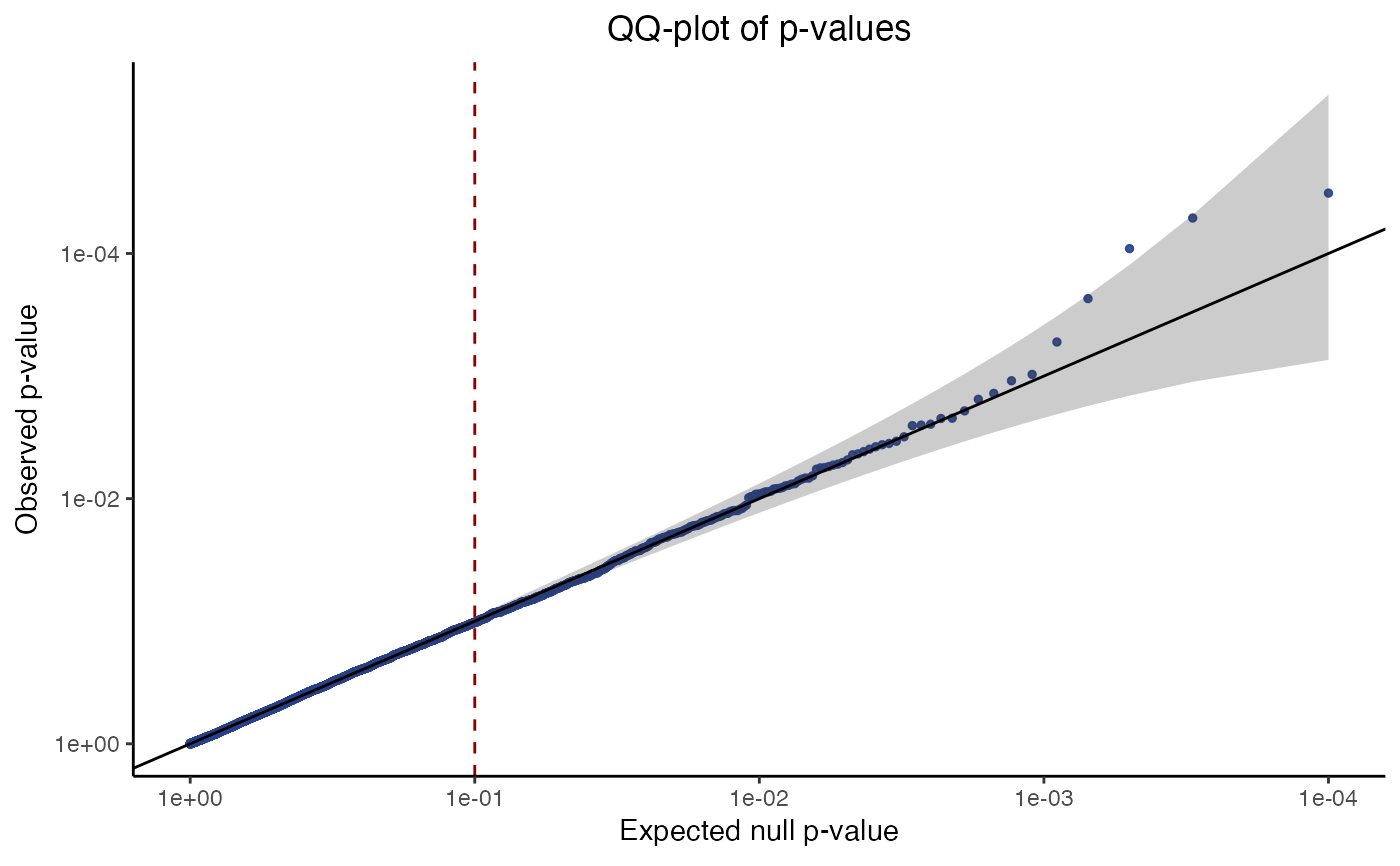 QQ-plot of p-values
Observed p-value
1e-04
1e-02
1e+00
1e+00 1e-01 1e-02 1e-03 1e-04
Expected null p-value